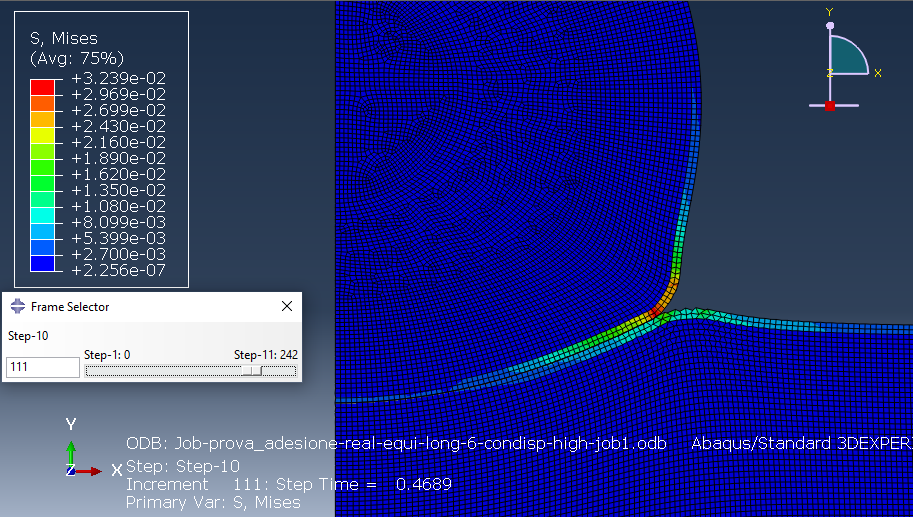 S, Mises
(Avg: 75%)
+3.239e-02
+2.969e-02
+2.699e-02
+2.430e-02
+2.160e-02
+1.890e-02
+1.620e-02
+1.350e-02
+1.080e-02
+8.099e-03
+5.399e-03
+2.700e-03
+2.256e-07
Y
Z
X
Frame Selector
Step-10
Step-1: 0
Step-11: 242
111
Y
Z
X
ODB: Job-prova_adesione-real-equi-long-6-condisp-high-job1.odb Abaqus/Standard 3DEXPERI
Step: Step-10
Increment 111: Step Time = 0.4689
Primary Var: S, Mises